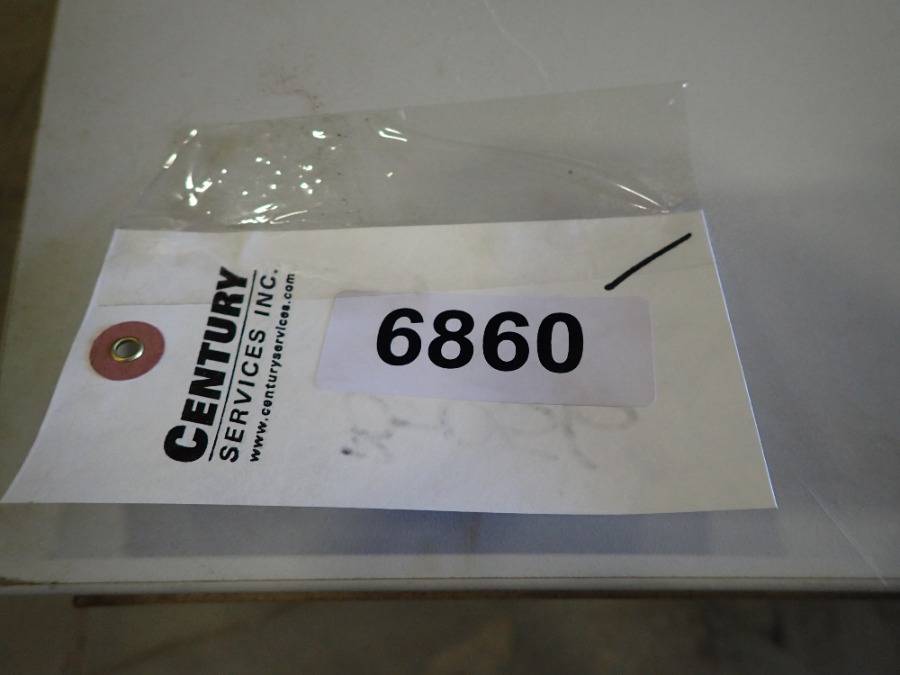 CENTURY
SERVICES INC.
www.centuryservices.com
6860